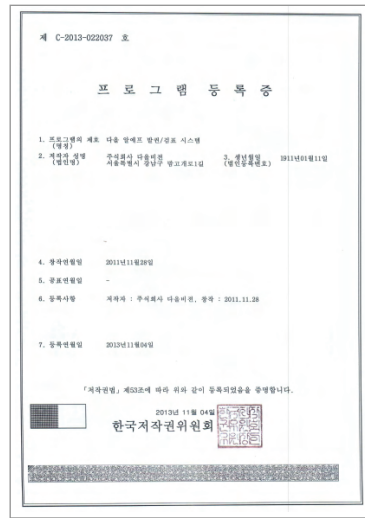 제 C-2013-022037 호
프 로 그 램 등 록 증
1. 프로그램의 제호 다울 알에프 발권/검표 시스템
(명칭)
2. 저작자 성명 주식회사 다울비전 3. 생년월일 1911년01월11일
(법인명) 서울특별시 강남구 말고개로1길 (법인등록번호)
-
4. 창작연월일 2011년11월28일
5. 공표연월일 -
6. 등록사항 저작자 : 주식회사 다울비전, 창작 : 2011.11.28
7. 등록연월일 2013년11월04일
「저작권법」 제53조에 따라 위와 같이 등록되었음을 증명합니다.
2013년 11월 04일
한국저작권위원회